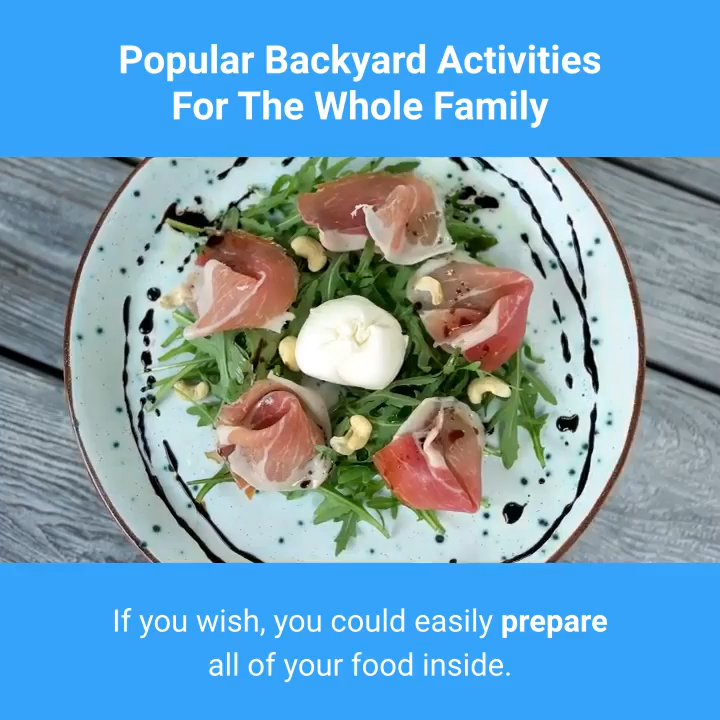 Popular Backyard Activities
For The Whole Family
If you wish, you could easily prepare
all of your food inside.